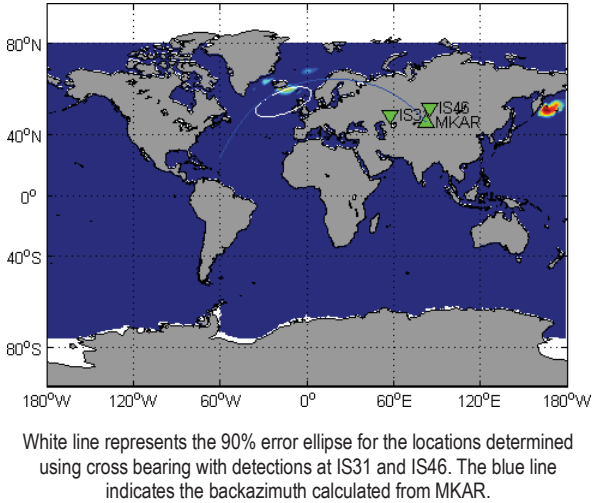 80°N
40°N
0°
40°S
80°S
IS3
IS46
MKAR
180°W 120°W 60°W 0°E 60°E 120°E 180°W
White line represents the 90% error ellipse for the locations determined
using cross bearing with detections at IS31 and IS46. The blue line
indicates the backazimuth calculated from MKAR.